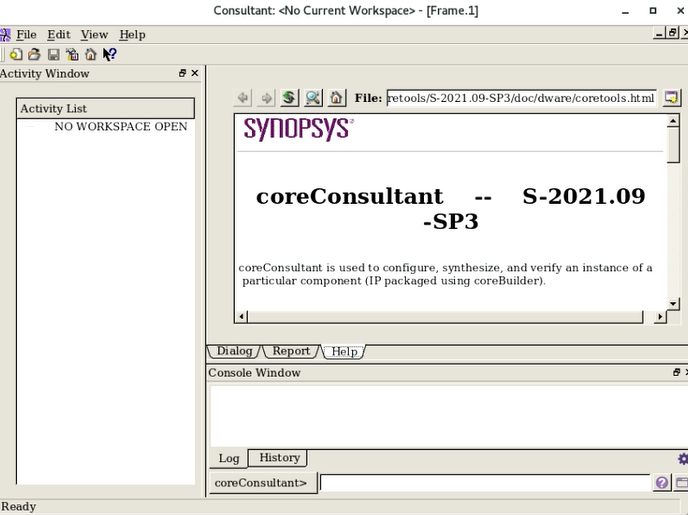 Consultant: <No Current Workspace> - [Frame.1]
File Edit View Help
Activity Window
Activity List
NO WORKSPACE OPEN
File: retools/S-2021.09-SP3/doc/dware/coretools.html
SYNOPSYS
coreConsultant -- S-2021.09
-SP3
coreConsultant is used to configure, synthesize, and verify an instance of a
particular component (IP packaged using coreBuilder).
Dialog Report Help
Console Window
Log History
coreConsultant>
Ready